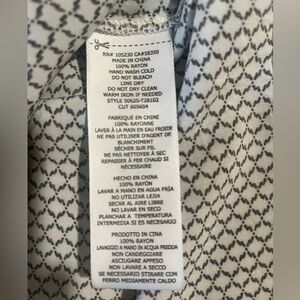 RN# 105230 CA#58350
MADE IN CHINA
100% RAYON
HAND WASH COLD
DO NOT BLEACH
LINE DRY
DO NOT DRY CLEAN
WARM IRON IF NEEDED
STYLE 50625-T28102
CUT 605654
FABRIQUÉ EN CHINE
100% RAYONNE
LAVER À LA MAIN EN EAU FROIDE
NE PAS UTILISER D'AGENT DE
BLANCHIMENT
SÉCHER SUR FIL
NE PAS NETTOYER À SEC
REPASSER À FER CHAUD SI
NÉCESSAIRE
HECHO EN CHINA
100% RAYÓN
LAVAR A MANO EN AGUA FRÍA
NO UTILIZAR LEJIA
SECAR AL AIRE LIBRE
NO LAVAR EN SECO
PLANCHAR A TEMPERATURA
INTERMEDIA SI ES NECESARIO
PRODOTTO IN CINA
100% RAYON
LAVAGGIO A MANO IN ACQUA FREDDA
NON CANDEGGIARE
ASCIUGARE APPESO
NON LAVARE A SECCO
SE NECESSARIO STIRARE CON
FERRO MEDIAMENTE CALDO